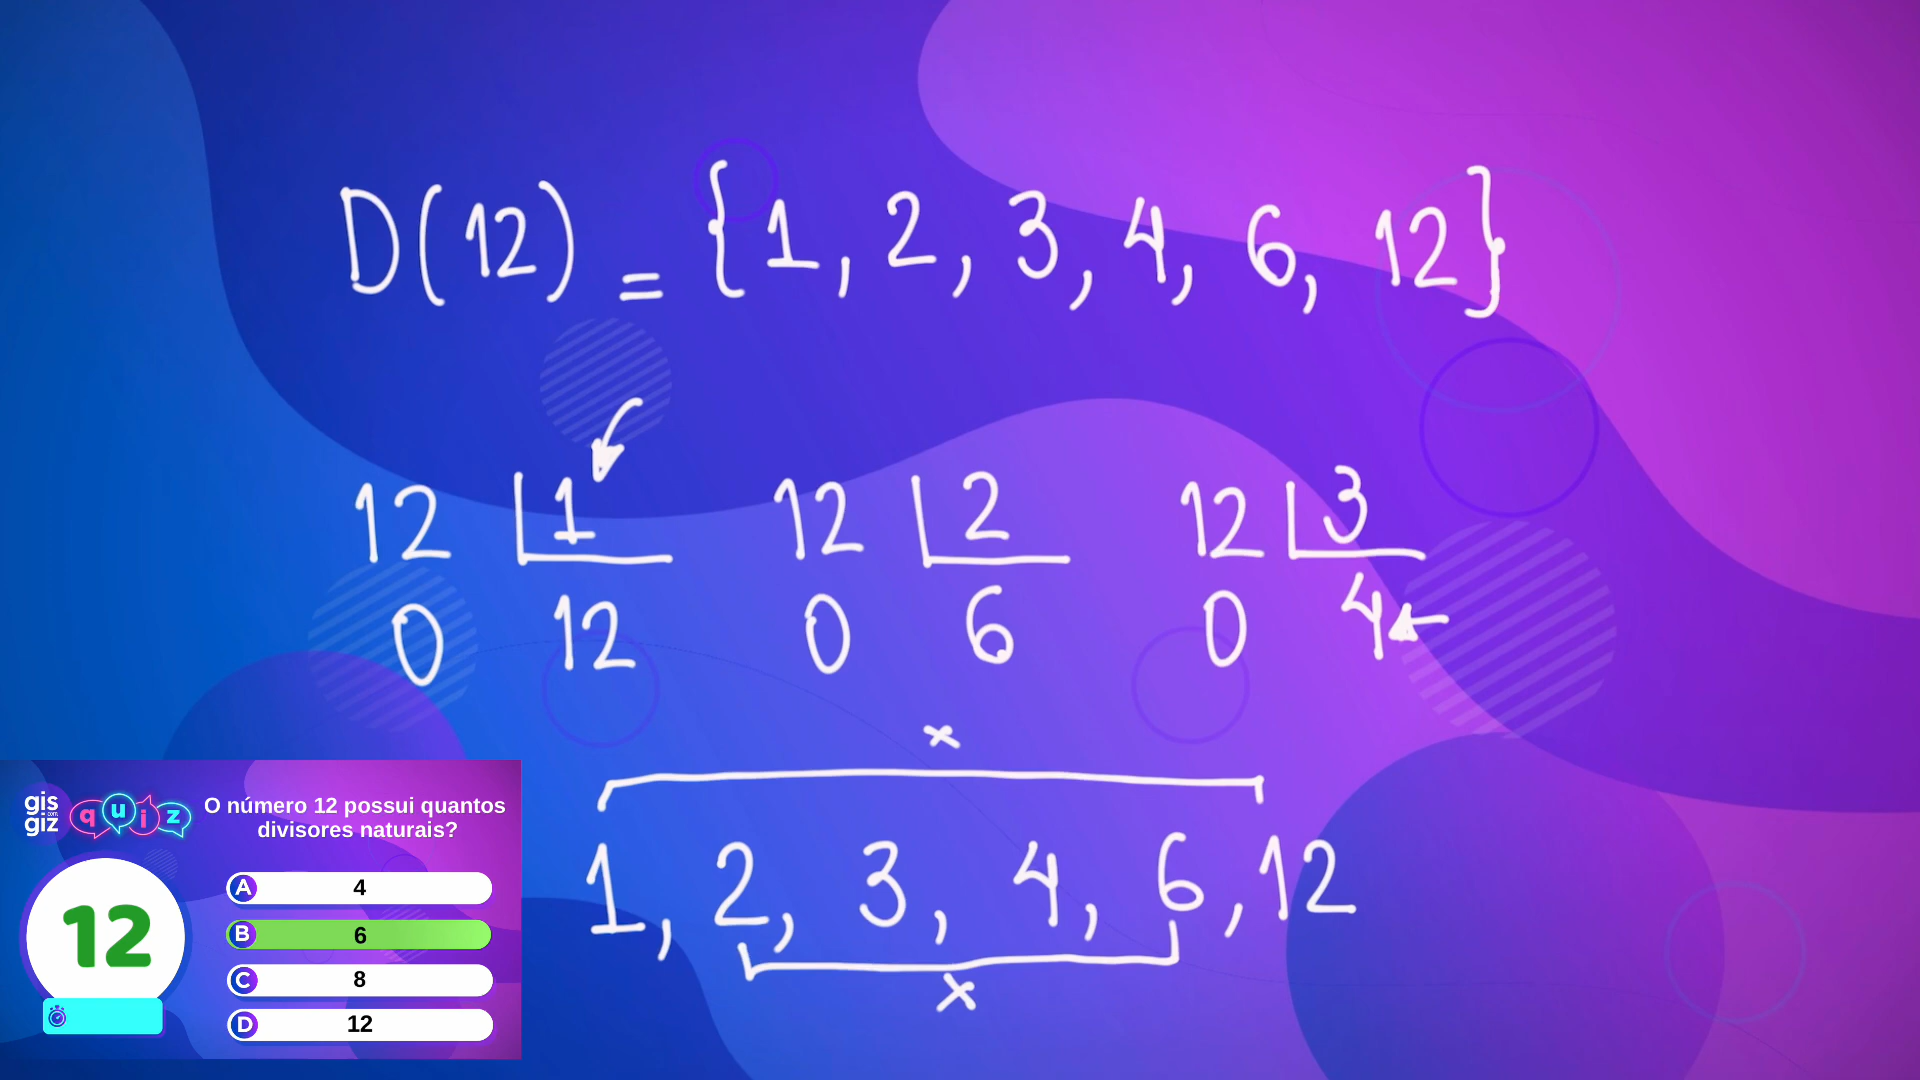 D(12) = {1, 2, 3, 4, 6, 12}
12 1 12 2 12 3
0 12 0 6 0 4
x
1, 2, 3, 4, 6, 12
x
gis giz .com quiz
O número 12 possui quantos
divisores naturais?
12
A 4
B 6
C 8
D 12